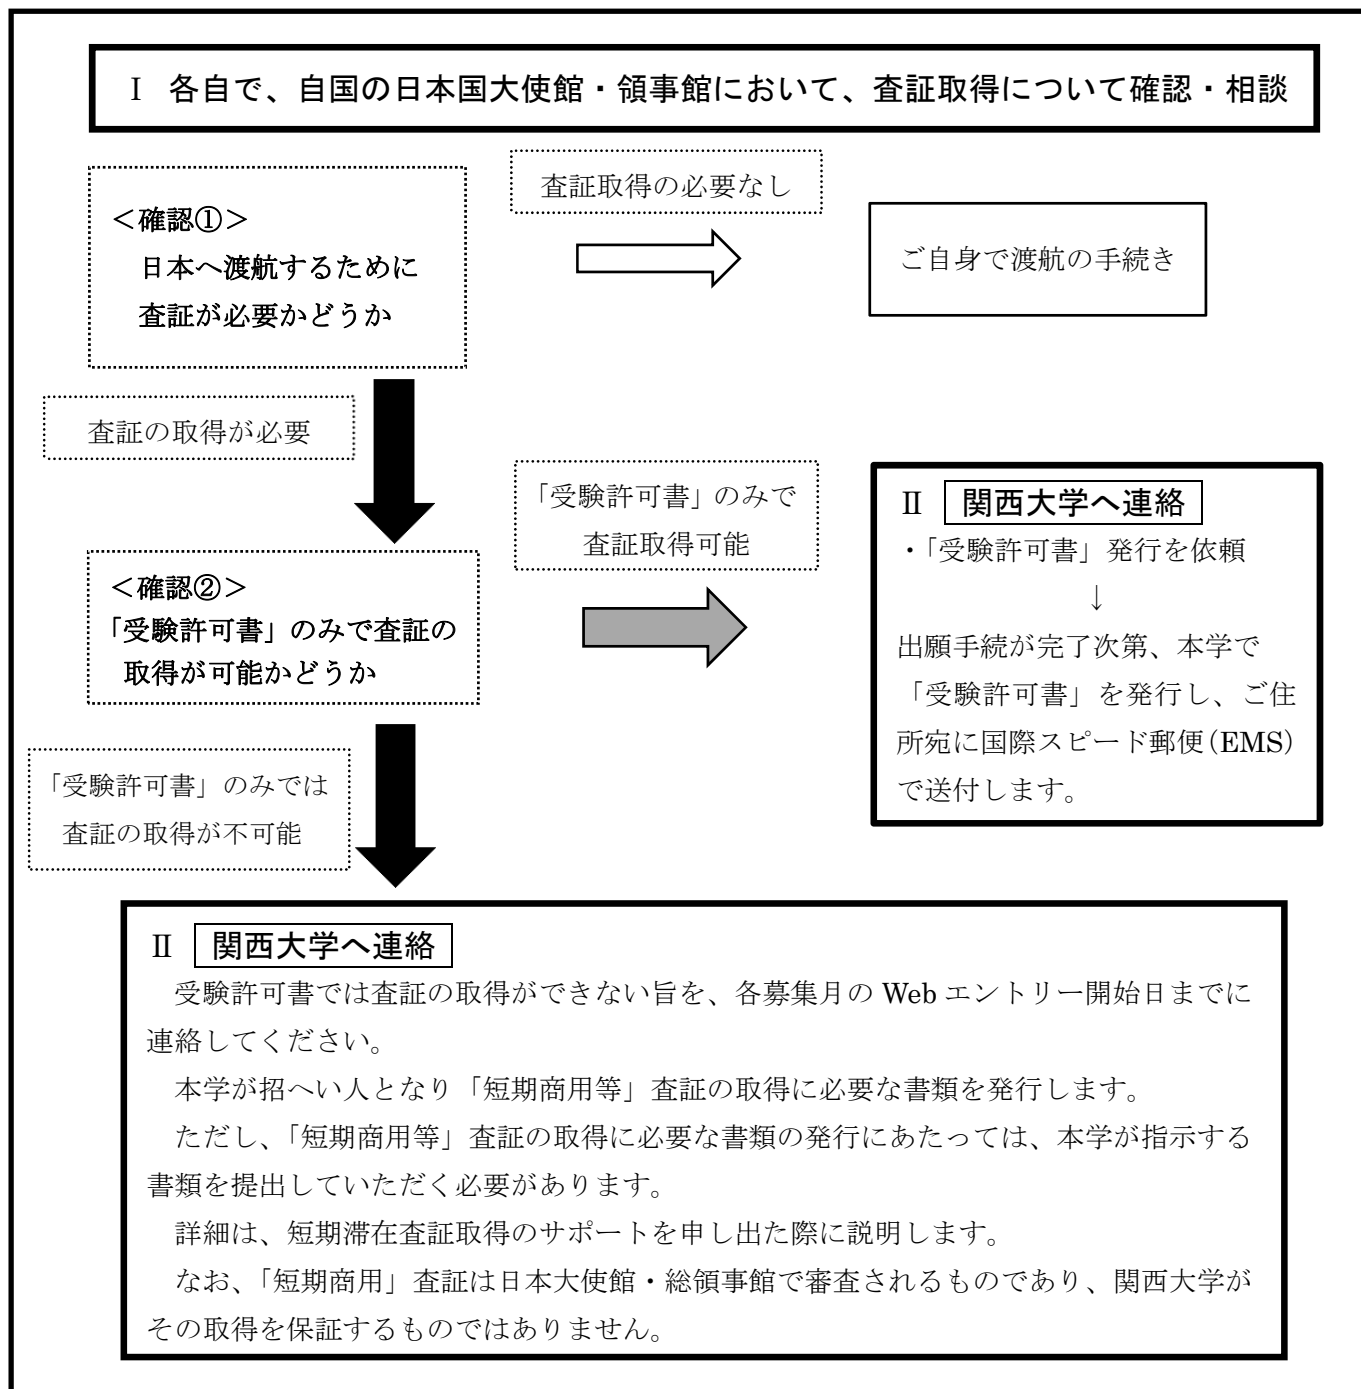 Ⅰ 各自で、自国の日本国大使館・領事館において、査証取得について確認・相談
＜確認①＞
日本へ渡航するために
査証が必要かどうか
査証取得の必要なし
ご自身で渡航の手続き
査証の取得が必要
＜確認②＞
「受験許可書」のみで査証の
取得が可能かどうか
「受験許可書」のみで
査証取得可能
Ⅱ 関西大学へ連絡
・「受験許可書」発行を依頼
↓
出願手続が完了次第、本学で
「受験許可書」を発行し、ご住
所宛に国際スピード郵便(EMS)
で送付します。
「受験許可書」のみでは
査証の取得が不可能
Ⅱ 関西大学へ連絡
受験許可書では査証の取得ができない旨を、各募集月の Web エントリー開始日までに
連絡してください。
本学が招へい人となり「短期商用等」査証の取得に必要な書類を発行します。
ただし、「短期商用等」査証の取得に必要な書類の発行にあたっては、本学が指示する
書類を提出していただく必要があります。
詳細は、短期滞在査証取得のサポートを申し出た際に説明します。
なお、「短期商用」査証は日本大使館・総領事館で審査されるものであり、関西大学が
その取得を保証するものではありません。